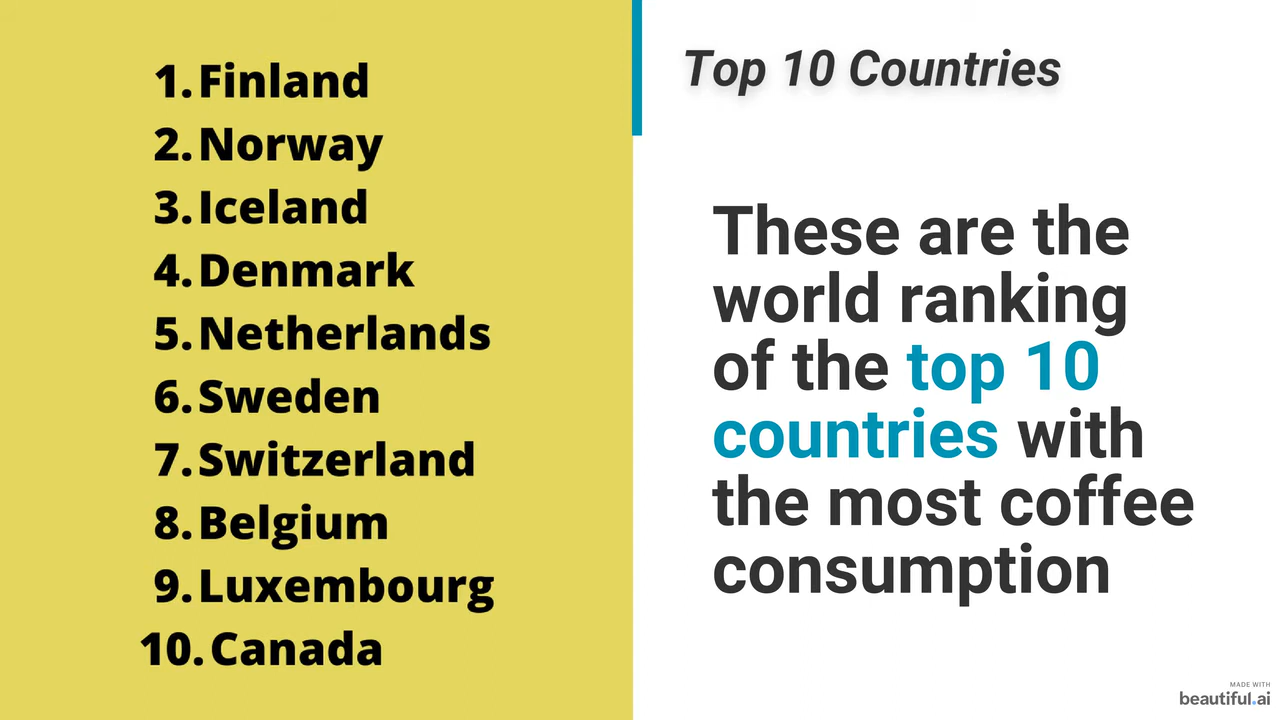 1. Finland
2. Norway
3. Iceland
4. Denmark
5. Netherlands
6. Sweden
7. Switzerland
8. Belgium
9. Luxembourg
10. Canada
Top 10 Countries
These are the
world ranking
of the top 10
countries with
the most coffee
consumption
MADE WITH
beautiful.ai